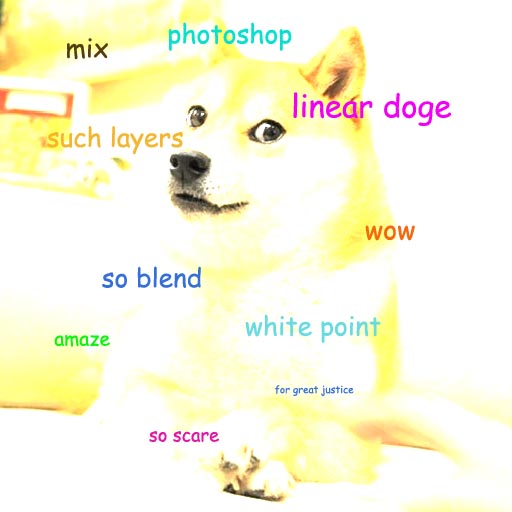 photoshop
mix
linear doge
such layers
wow
so blend
white point
amaze
for great justice
so scare